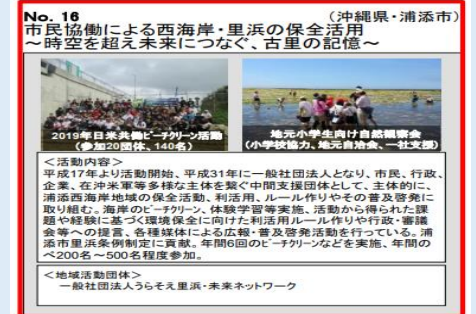 No. 16 (沖縄県・浦添市)
市民協働による西海岸・里浜の保全活用
～時空を超え未来につなぐ、古里の記憶～
2019年日米共働ビーチクリーン活動
(参加20団体、140名)
地元小学生向け自然観察会
(小学校協力、地元自治会、一社支援)
＜活動内容＞
平成17年より活動開始、平成31年に一般社団法人となり、市民、行政、
企業、在沖米軍等多様な主体を繋ぐ中間支援団体として、主体的に、
浦添西海岸地域の保全活動、利活用、ルール作りやその普及啓発に
取り組む。海岸のビーチクリーン、体験学習等実施、活動から得られた課
題や経験に基づく環境保全に向けた利活用ルール作りや行政・審議
会等への提言、各種媒体による広報・普及啓発活動を行っている。浦
添市里浜条例制定に貢献。年間6回のビーチクリーンなどを実施、年間の
べ200名～500名程度参加。
＜地域活動団体＞
一般社団法人うらそえ里浜・未来ネットワーク